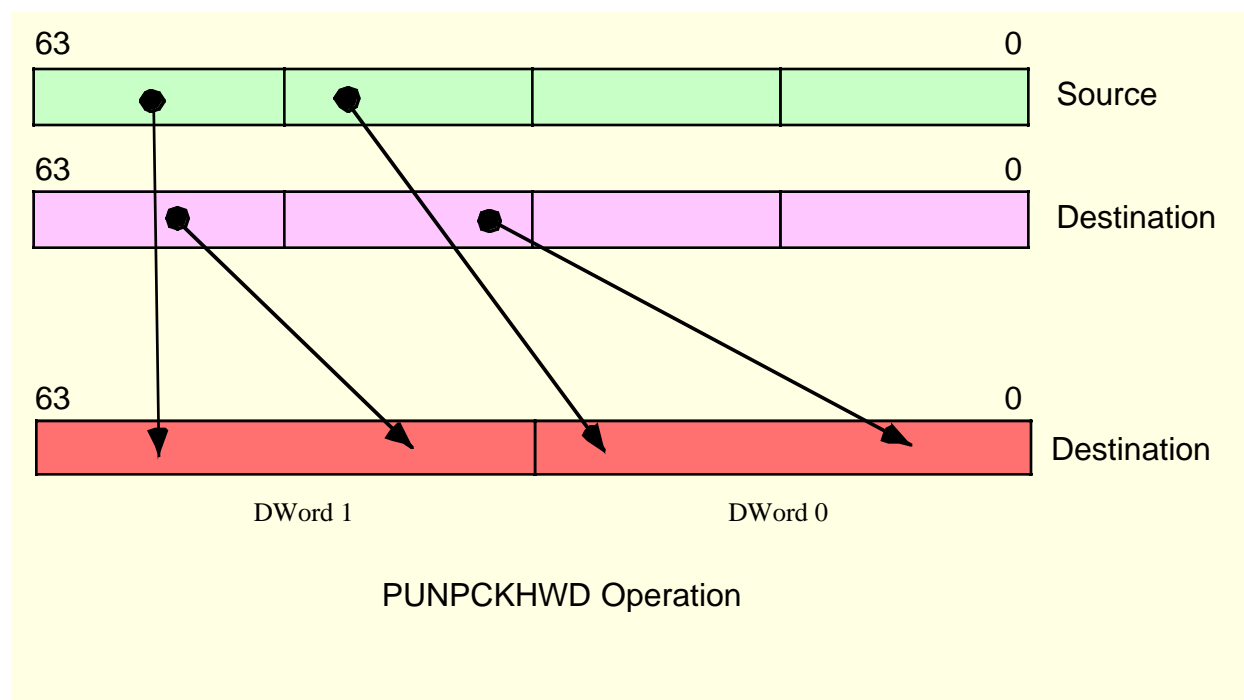 63 0
Source
63 0
Destination
63 0
Destination
DWord 1 DWord 0
PUNPCKHWD Operation